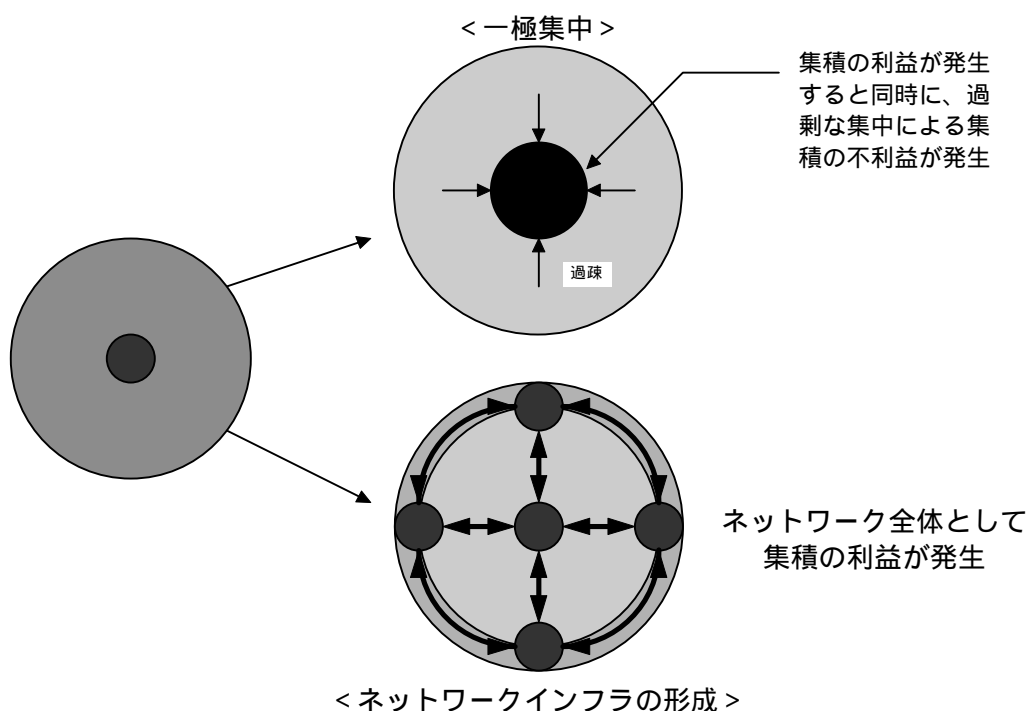 ＜一極集中＞
集積の利益が発生
すると同時に、過
剰な集中による集
積の不利益が発生
過疎
ネットワーク全体として
集積の利益が発生
＜ネットワークインフラの形成＞